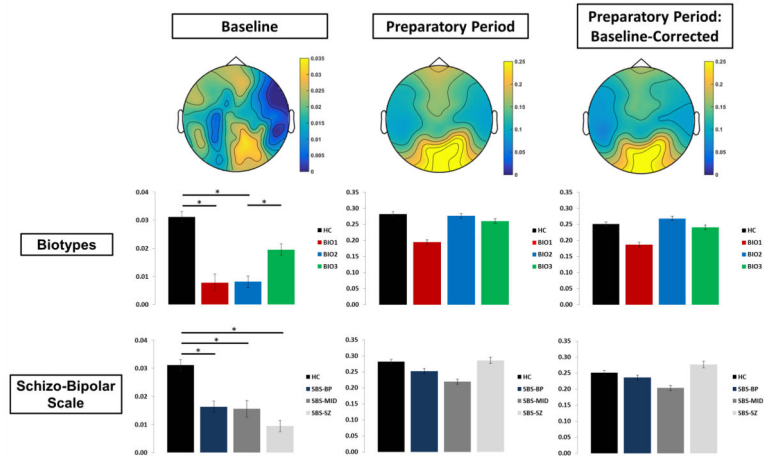 Baseline
Preparatory Period
Preparatory Period:
Baseline-Corrected
0.035
0.03
0.025
0.02
0.015
0.01
0.005
0
0.25
0.2
0.15
0.1
0.05
0
0.25
0.2
0.15
0.1
0.05
0
Biotypes
0.04
0.03
0.02
0.01
0.00
*
*
*
HC
BIO1
BIO2
BIO3
0.35
0.30
0.25
0.20
0.15
0.10
0.05
0.00
HC
BIO1
BIO2
BIO3
0.35
0.30
0.25
0.20
0.15
0.10
0.05
0.00
HC
BIO1
BIO2
BIO3
Schizo-Bipolar
Scale
0.04
0.03
0.02
0.01
0.00
*
*
*
HC
SBS-BP
SBS-MID
SBS-SZ
0.35
0.30
0.25
0.20
0.15
0.10
0.05
0.00
HC
SBS-BP
SBS-MID
SBS-SZ
0.35
0.30
0.25
0.20
0.15
0.10
0.05
0.00
HC
SBS-BP
SBS-MID
SBS-SZ